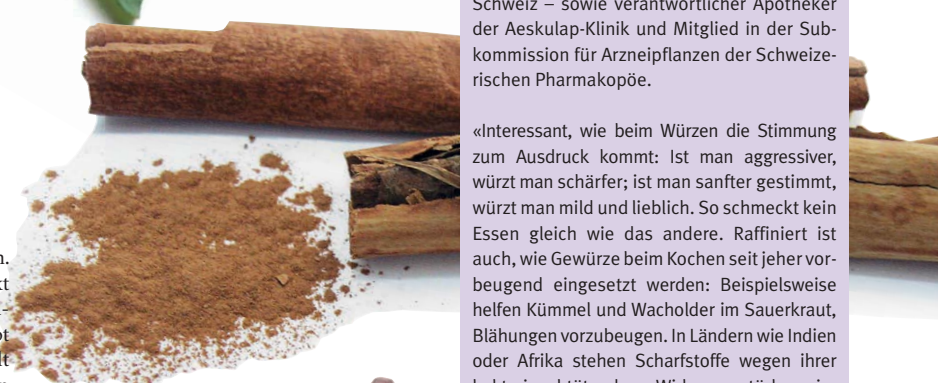 Schweiz – sowie verantwortlicher Apotheker
der Aeskulap-Klinik und Mitglied in der Sub-
kommission für Arzneipflanzen der Schweize-
rischen Pharmakopöe.

«Interessant, wie beim Würzen die Stimmung
zum Ausdruck kommt: Ist man aggressiver,
würzt man schärfer; ist man sanfter gestimmt,
würzt man mild und lieblich. So schmeckt kein
Essen gleich wie das andere. Raffiniert ist
auch, wie Gewürze beim Kochen seit jeher vor-
beugend eingesetzt werden: Beispielsweise
helfen Kümmel und Wacholder im Sauerkraut,
Blähungen vorzubeugen. In Ländern wie Indien
oder Afrika stehen Scharfstoffe wegen ihrer